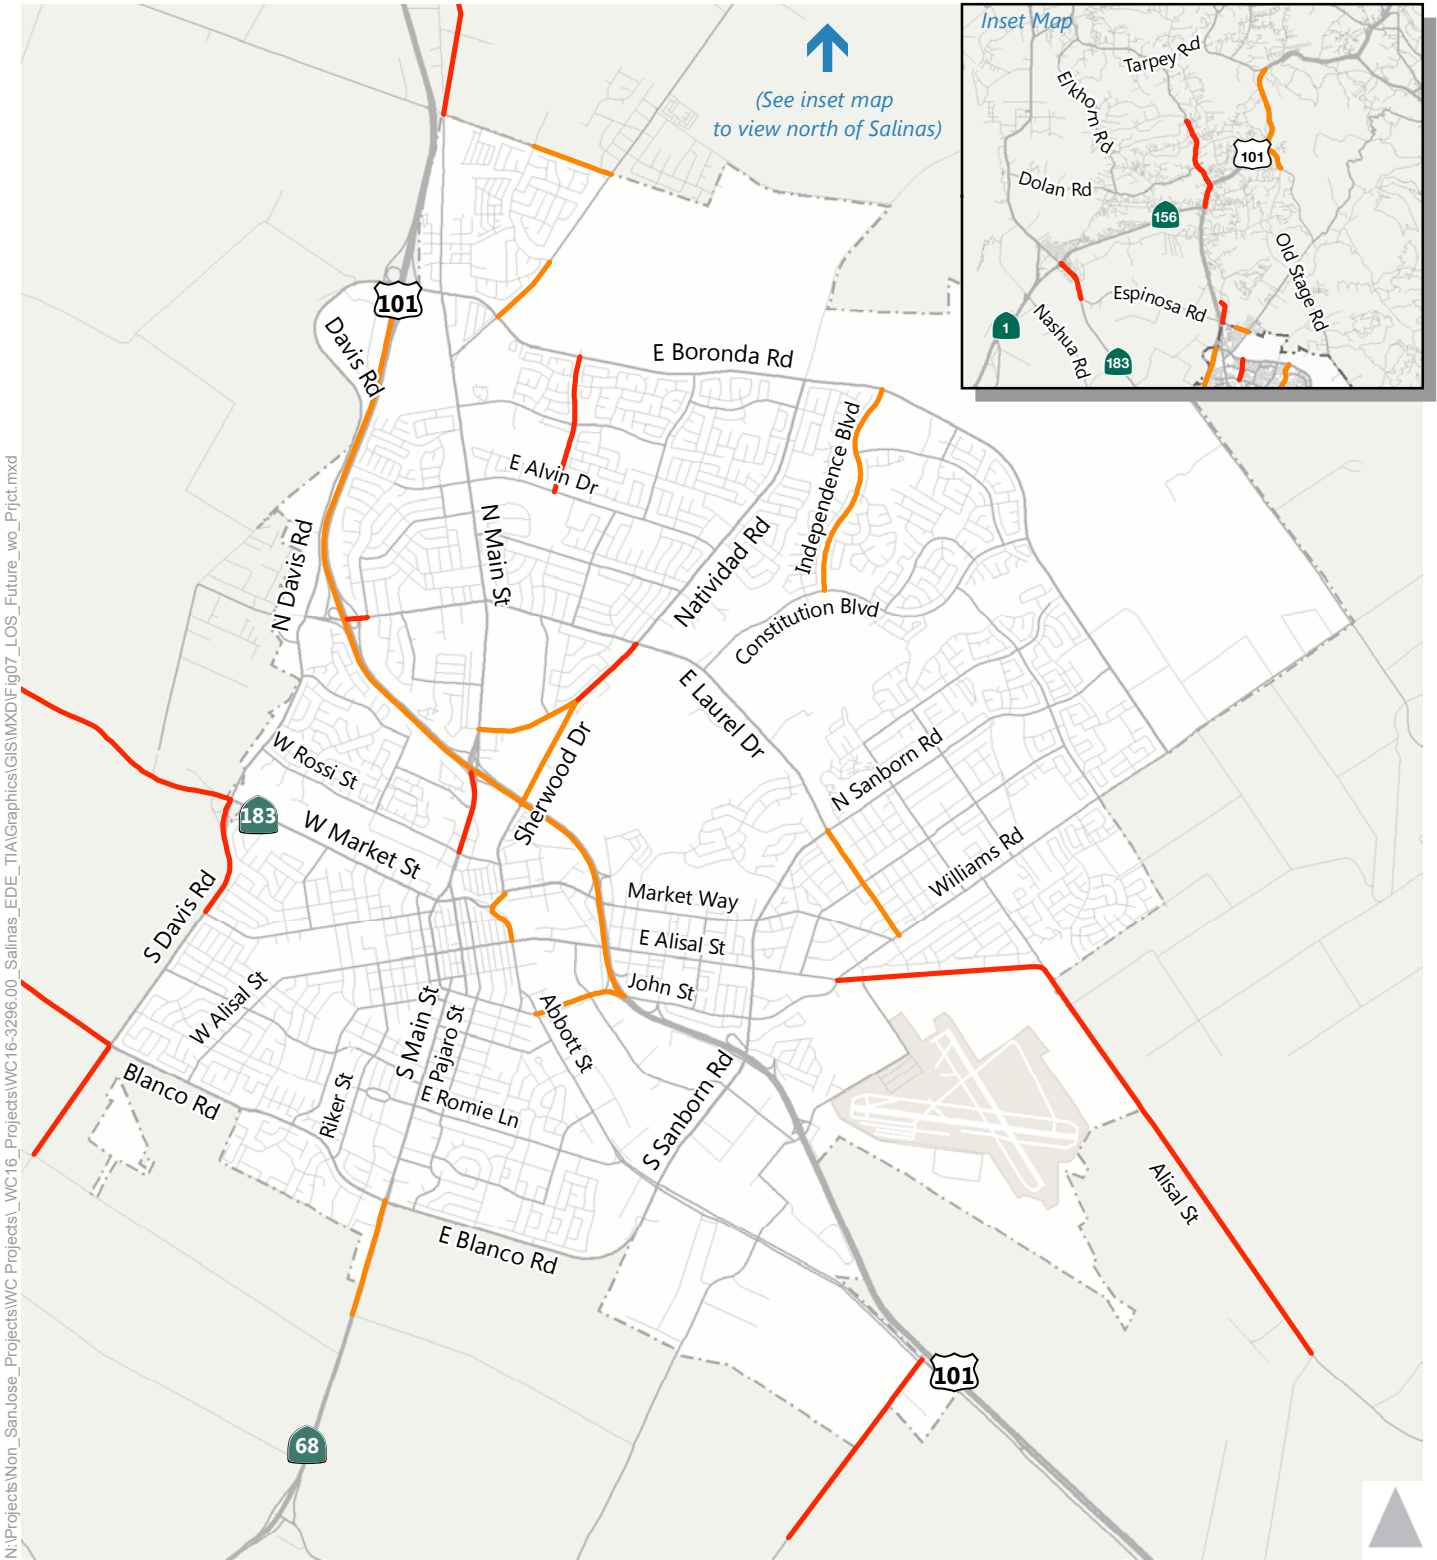 Inset Map
Tarpey Rd
Elkhorn Rd
101
Dolan Rd
156
Old Stage Rd
Espinosa Rd
Nashua Rd
1
183
(See inset map
to view north of Salinas)
101
Davis Rd
E Boronda Rd
Independence Blvd
E Alvin Dr
N Main St
N Davis Rd
Natividad Rd
Constitution Blvd
E Laurel Dr
W Rossi St
Sherwood Dr
N Sanborn Rd
183
W Market St
Williams Rd
Market Way
S Davis Rd
E Alisal St
John St
W Alisal St
S Main St
E Pajaro St
Abbott St
Blanco Rd
Riker St
E Romie Ln
S Sanborn Rd
Alisal St
E Blanco Rd
101
68
N:\Projects\Non_SanJose_Projects\WC Projects\_WC16_Projects\WC16-3296.00_Salinas_EDE_TIA\Graphics\GIS\MXD\Fig07_LOS_Future_wo_Prjct.mxd